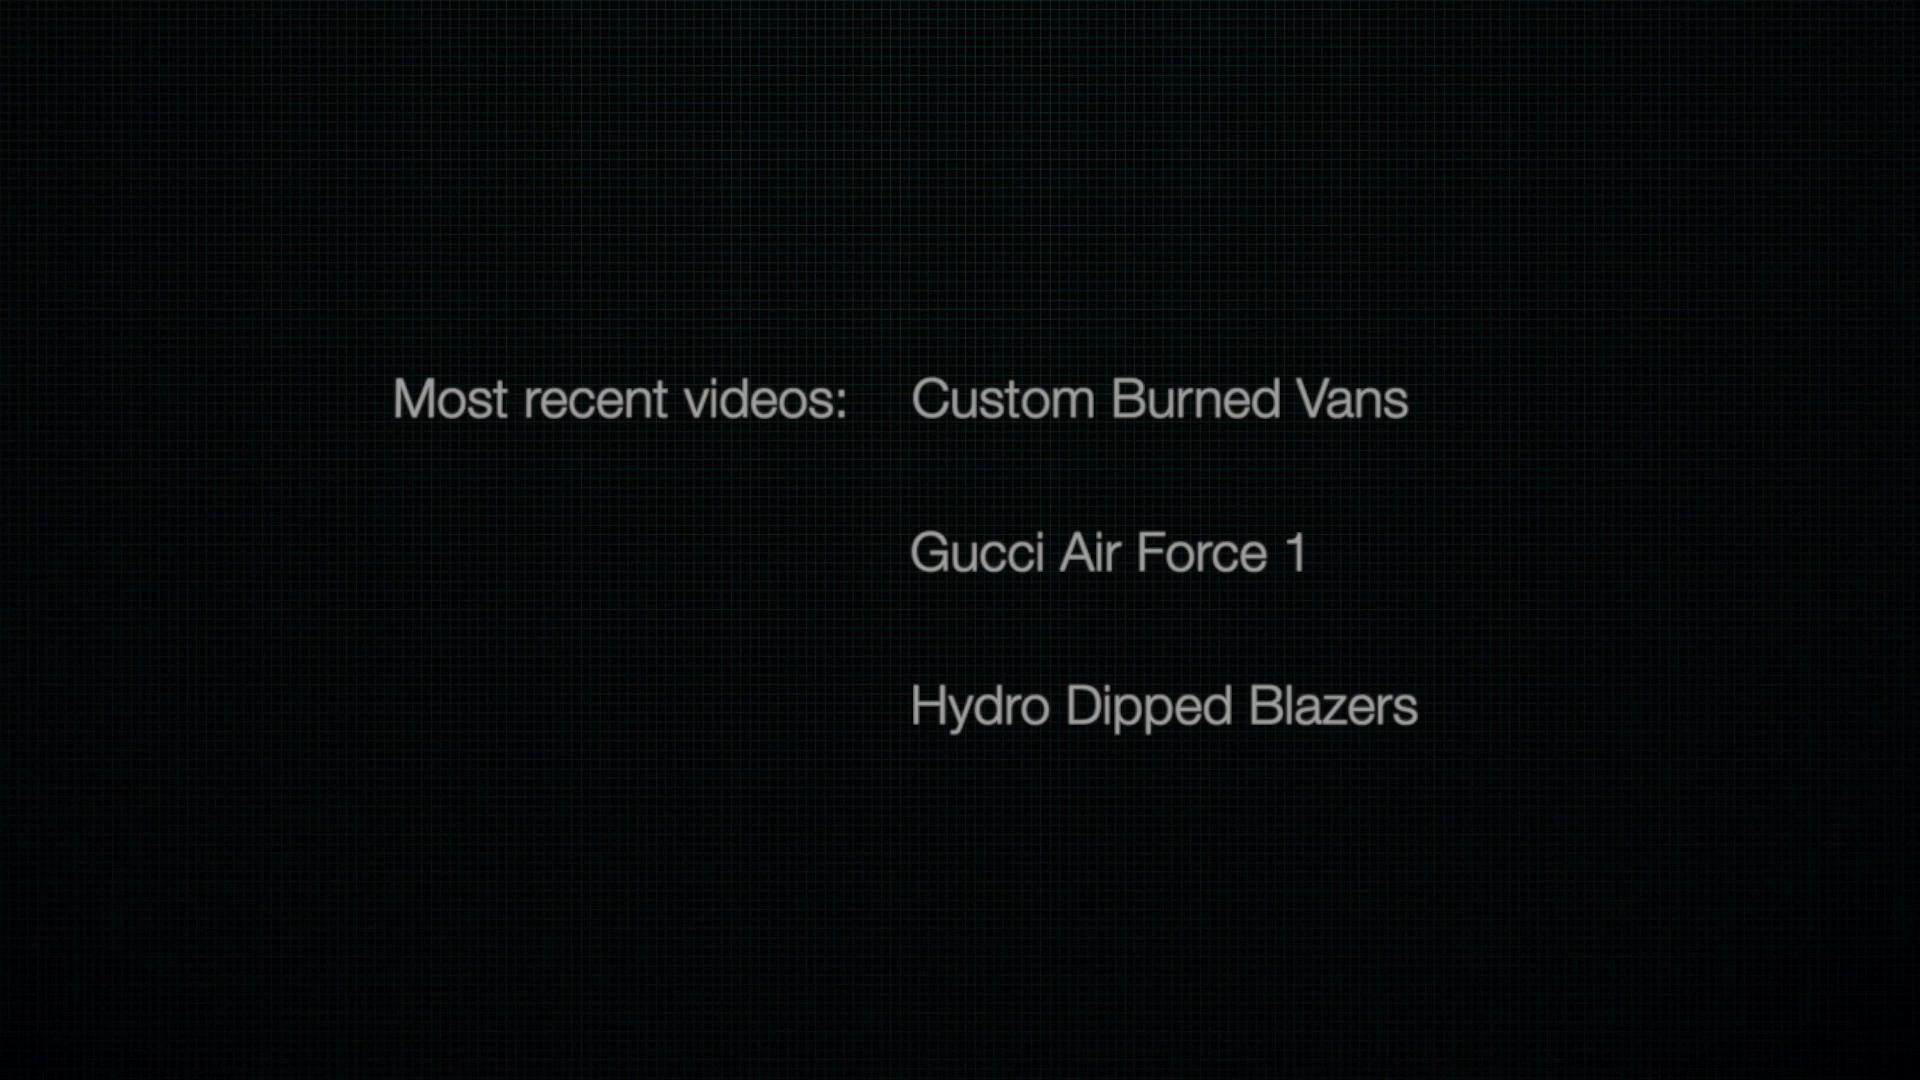 Most recent videos: Custom Burned Vans
Gucci Air Force 1
Hydro Dipped Blazers